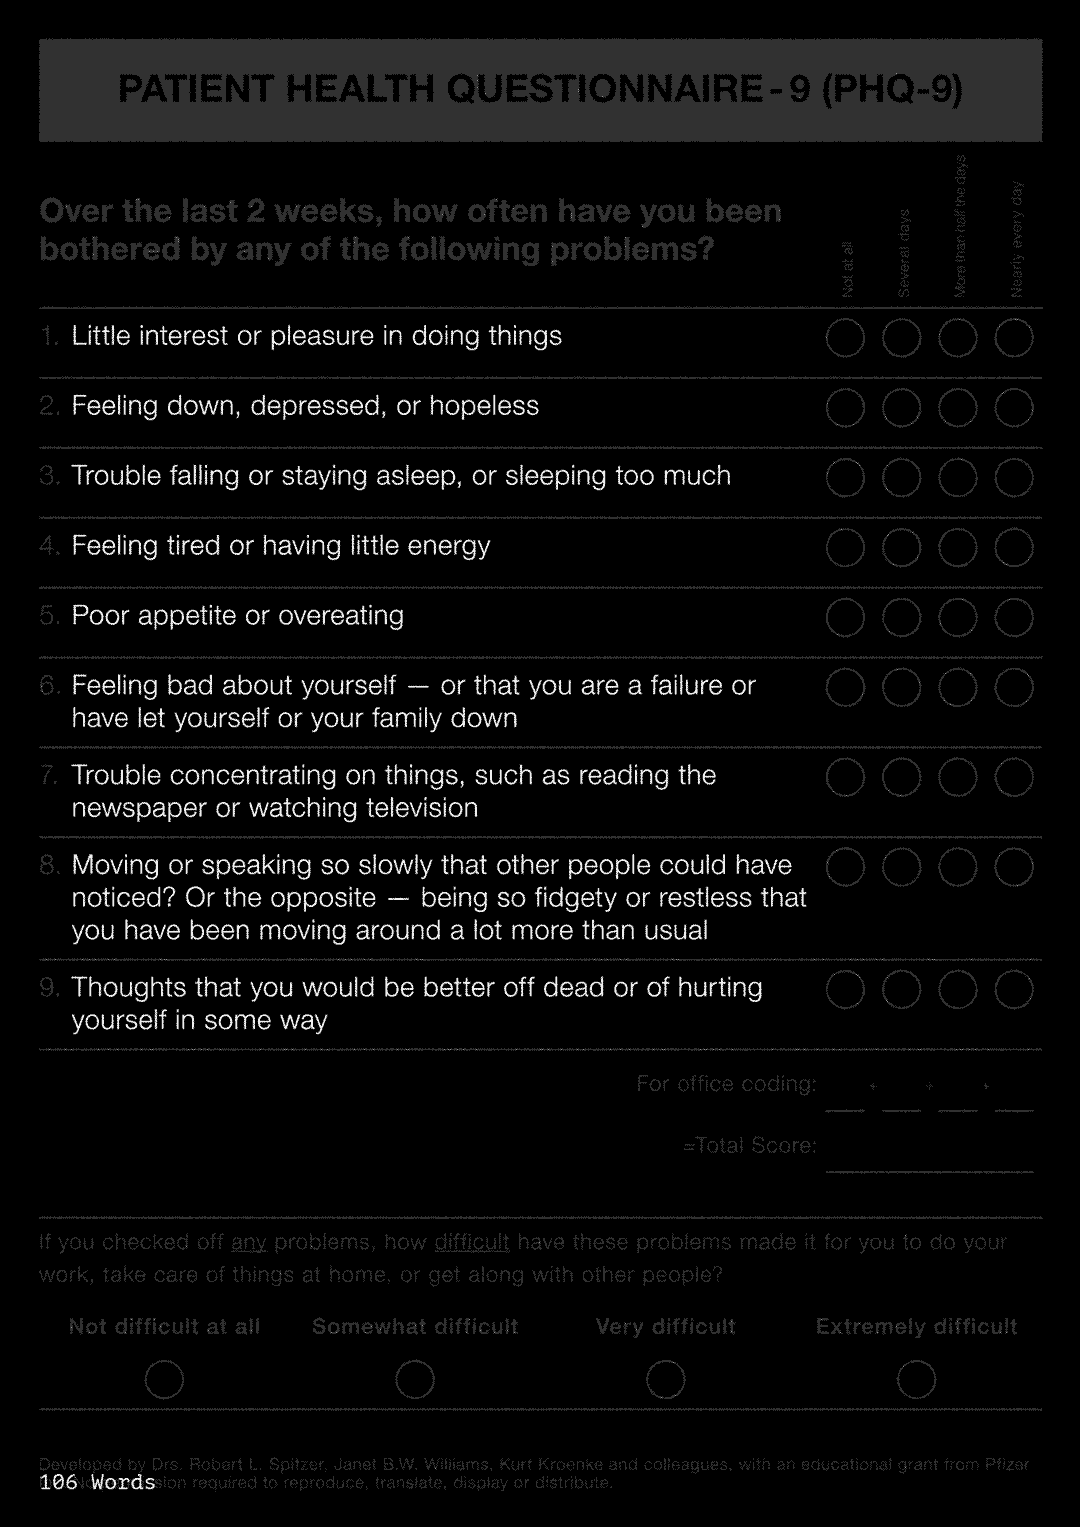 PATIENT HEALTH QUESTIONNAIRE - 9 (PHQ-9)
Over the last 2 weeks, how often have you been
bothered by any of the following problems?
Not at all
Several days
More than half the days
Nearly every day
1. Little interest or pleasure in doing things
2. Feeling down, depressed, or hopeless
3. Trouble falling or staying asleep, or sleeping too much
4. Feeling tired or having little energy
5. Poor appetite or overeating
6. Feeling bad about yourself — or that you are a failure or
have let yourself or your family down
7. Trouble concentrating on things, such as reading the
newspaper or watching television
8. Moving or speaking so slowly that other people could have
noticed? Or the opposite — being so fidgety or restless that
you have been moving around a lot more than usual
9. Thoughts that you would be better off dead or of hurting
yourself in some way
For office coding: + + +
=Total Score:
If you checked off any problems, how difficult have these problems made it for you to do your
work, take care of things at home, or get along with other people?
Not difficult at all Somewhat difficult Very difficult Extremely difficult
Developed by Drs. Robert L. Spitzer, Janet B.W. Williams, Kurt Kroenke and colleagues, with an educational grant from Pfizer
required to reproduce, translate, display or distribute.
106 Words